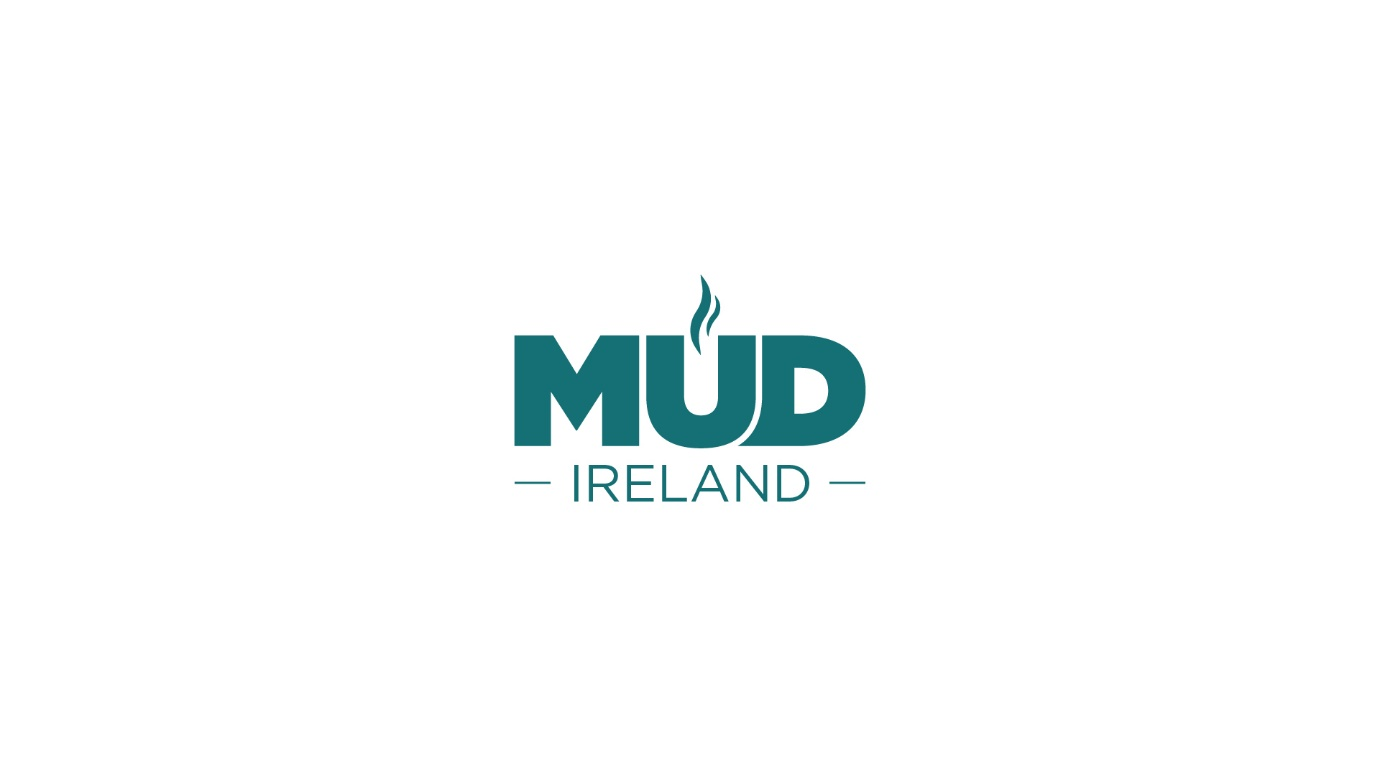 MUD
— IRELAND —